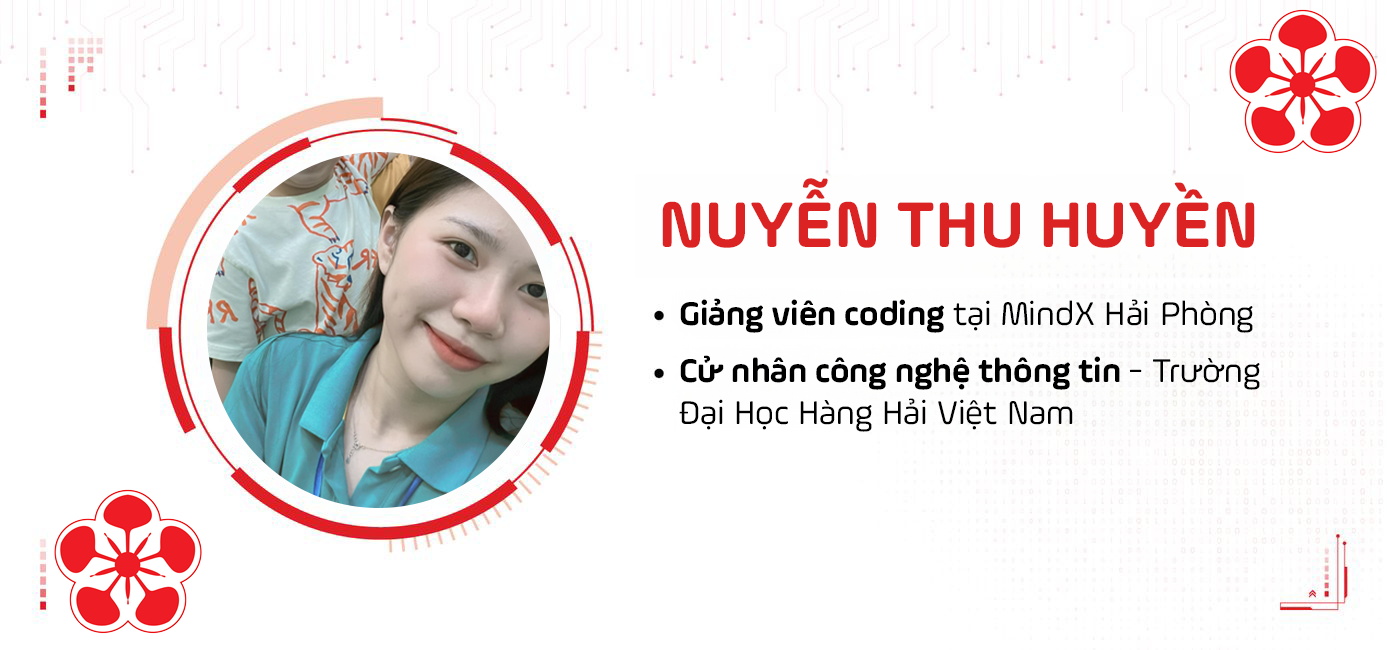 NUYỄN THU HUYỀN
• Giảng viên coding tại MindX Hải Phòng
• Cử nhân công nghệ thông tin - Trường
Đại Học Hàng Hải Việt Nam